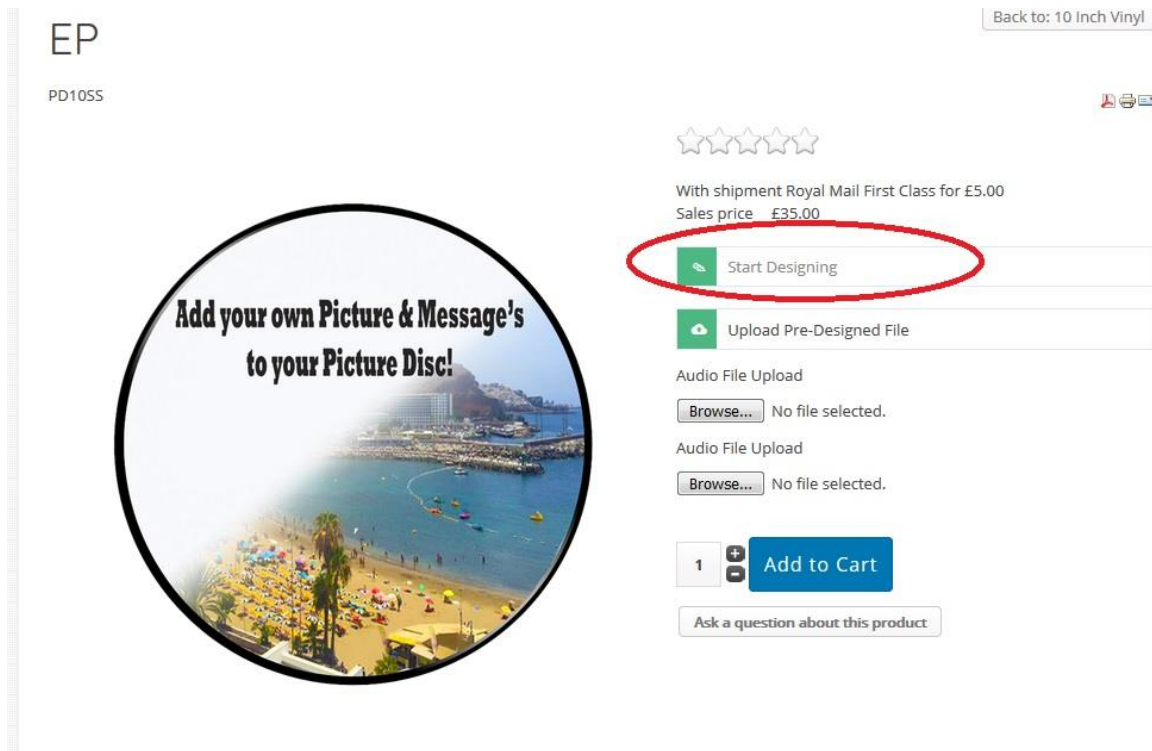 Back to: 10 Inch Vinyl
EP
PD10SS
With shipment Royal Mail First Class for £5.00
Sales price £35.00
Start Designing
Add your own Picture & Message's
to your Picture Disc!
Upload Pre-Designed File
Audio File Upload
Browse... No file selected.
Audio File Upload
Browse... No file selected.
1 Add to Cart
Ask a question about this product